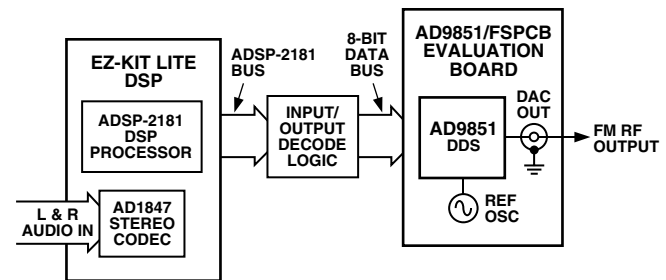 EZ-KIT LITE
DSP
ADSP-2181
DSP
PROCESSOR
L & R
AUDIO IN
AD1847
STEREO
CODEC
ADSP-2181
BUS
INPUT/
OUTPUT
DECODE
LOGIC
8-BIT
DATA
BUS
AD9851/FSPCB
EVALUATION
BOARD
AD9851
DDS
DAC
OUT
REF
OSC
FM RF
OUTPUT